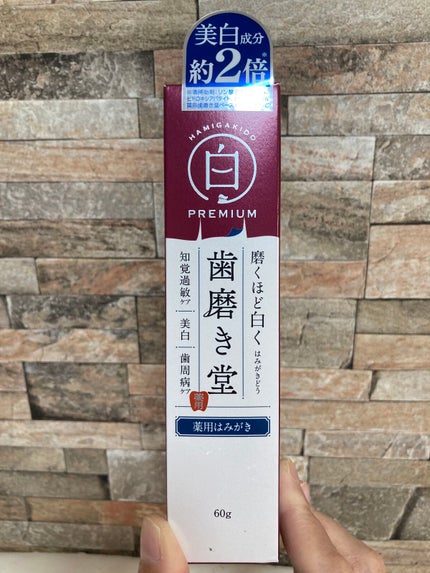 美白成分
約2倍
HAMIGAKIDO
白
PREMIUM
磨くほど白く
はみがきどう
歯磨き堂
薬用
知覚過敏ケア
美白
歯周病ケア
薬用はみがき
60g